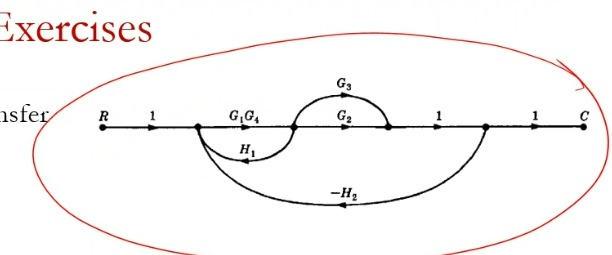 Exercises
nsfer
G₃
R 1 G₁G₄ G₂ 1 1 C
H₁
−H₂